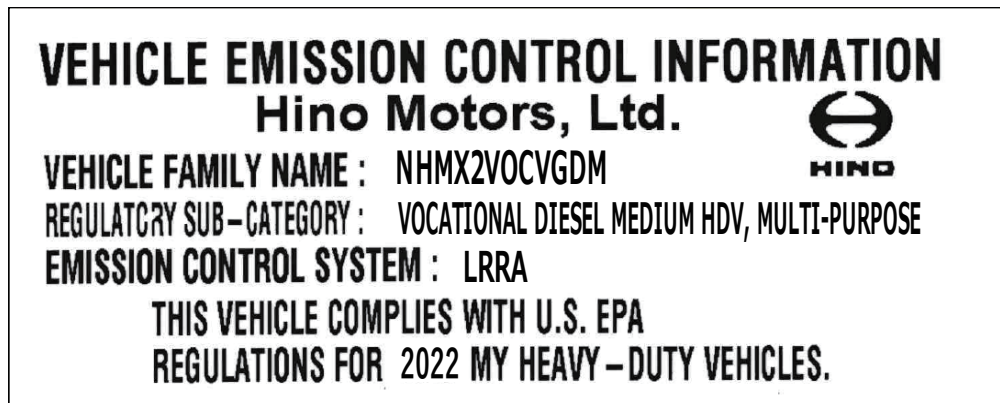 VEHICLE EMISSION CONTROL INFORMATION
Hino Motors, Ltd.
HINO
VEHICLE FAMILY NAME : NHMX2VOCVGDM
REGULATORY SUB-CATEGORY : VOCATIONAL DIESEL MEDIUM HDV, MULTI-PURPOSE
EMISSION CONTROL SYSTEM : LRRA
THIS VEHICLE COMPLIES WITH U.S. EPA
REGULATIONS FOR 2022 MY HEAVY-DUTY VEHICLES.